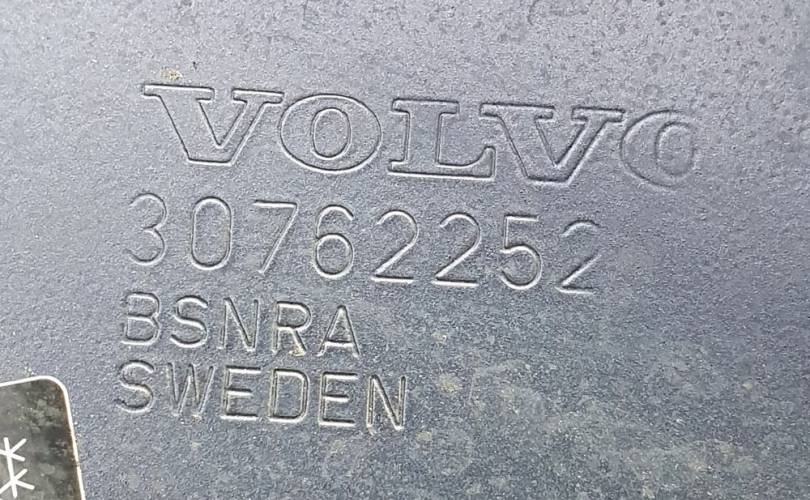 VOLVO
30762252
BSNRA
SWEDEN